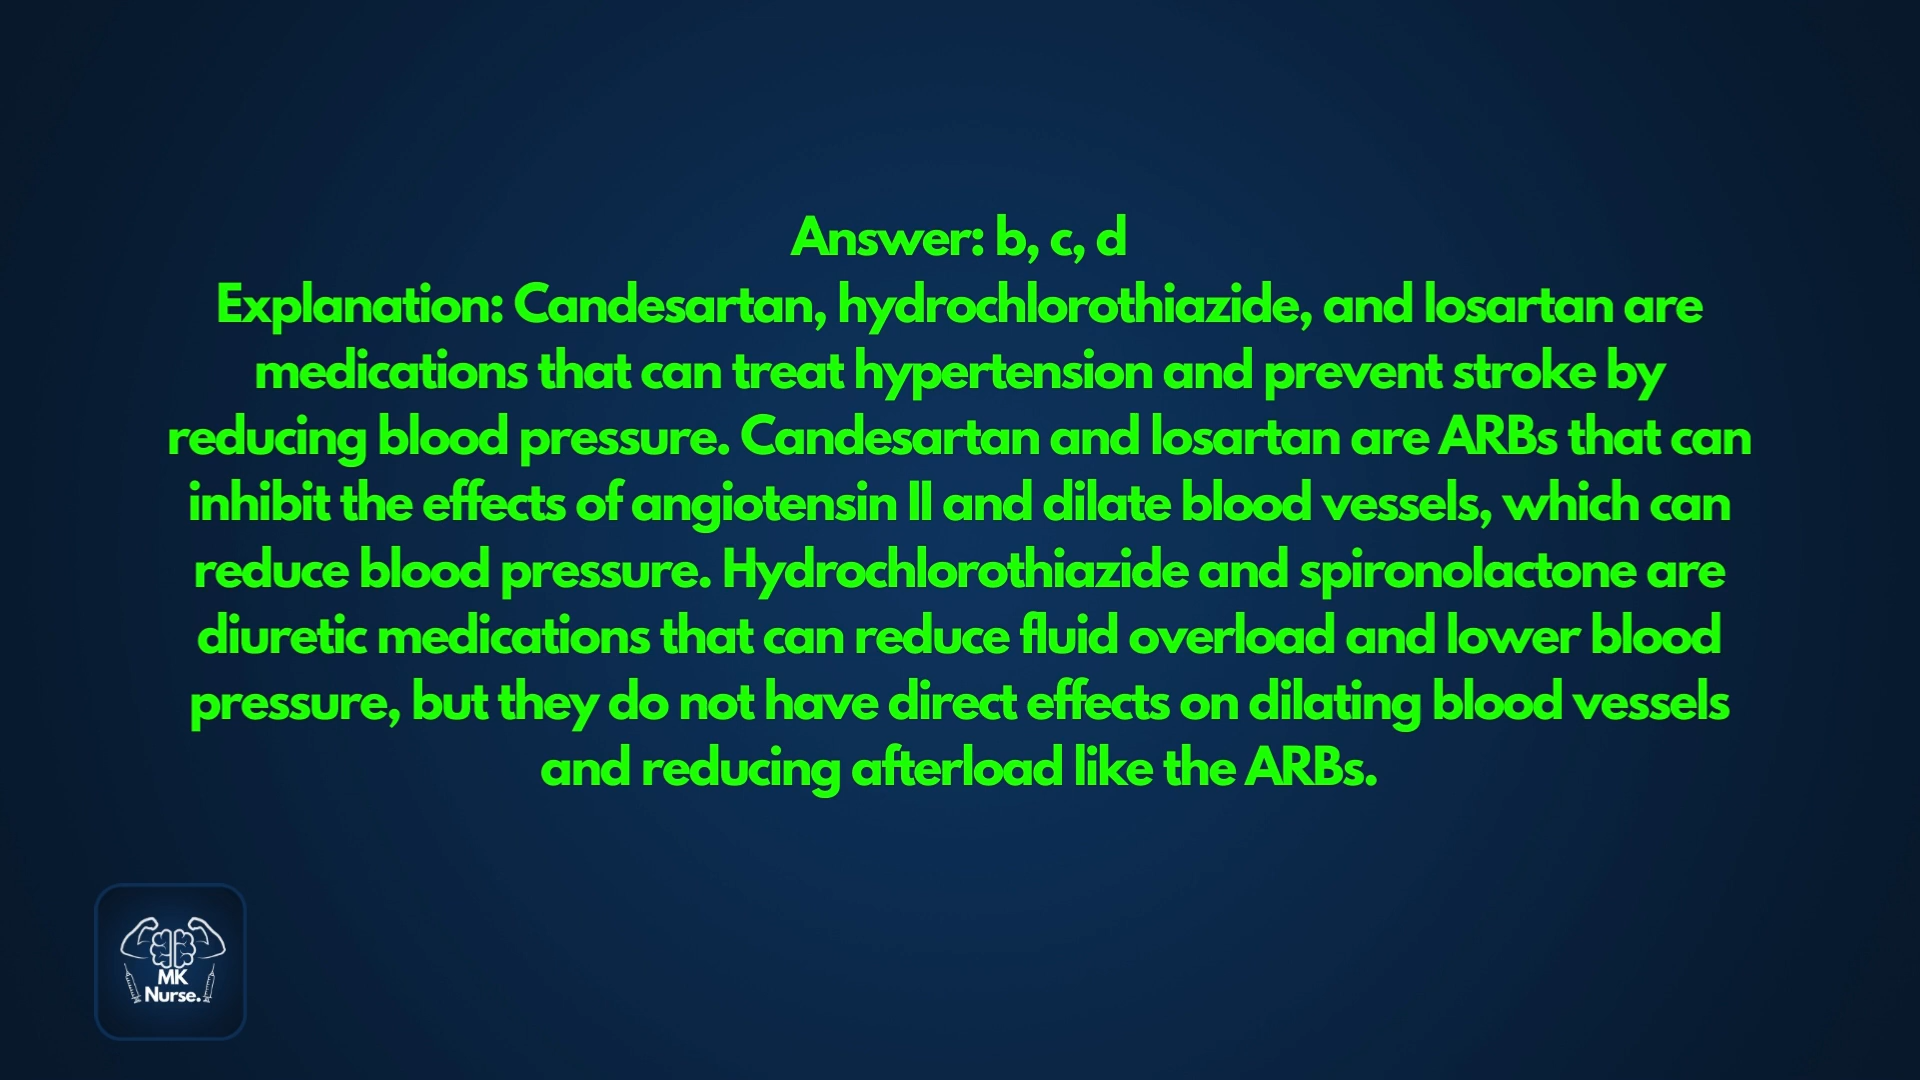 Answer: b, c, d
Explanation: Candesartan, hydrochlorothiazide, and losartan are
medications that can treat hypertension and prevent stroke by
reducing blood pressure. Candesartan and losartan are ARBs that can
inhibit the effects of angiotensin II and dilate blood vessels, which can
reduce blood pressure. Hydrochlorothiazide and spironolactone are
diuretic medications that can reduce fluid overload and lower blood
pressure, but they do not have direct effects on dilating blood vessels
and reducing afterload like the ARBs.
MK
Nurse.